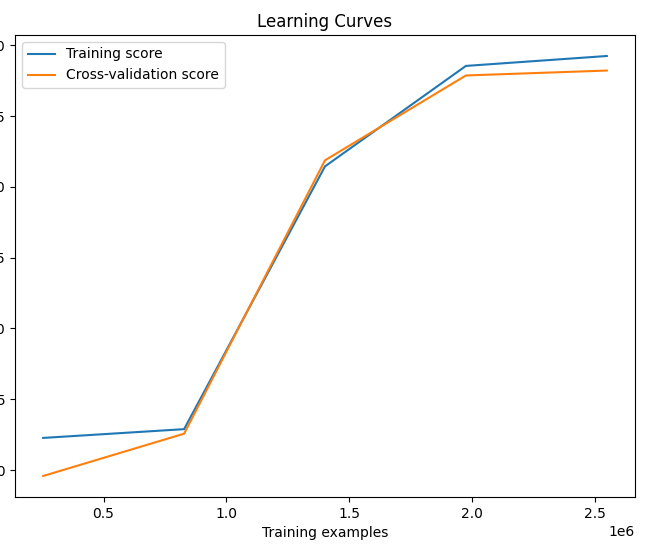 Learning Curves
Training score
Cross-validation score
0.5
1.0
1.5
2.0
2.5
1e6
Training examples